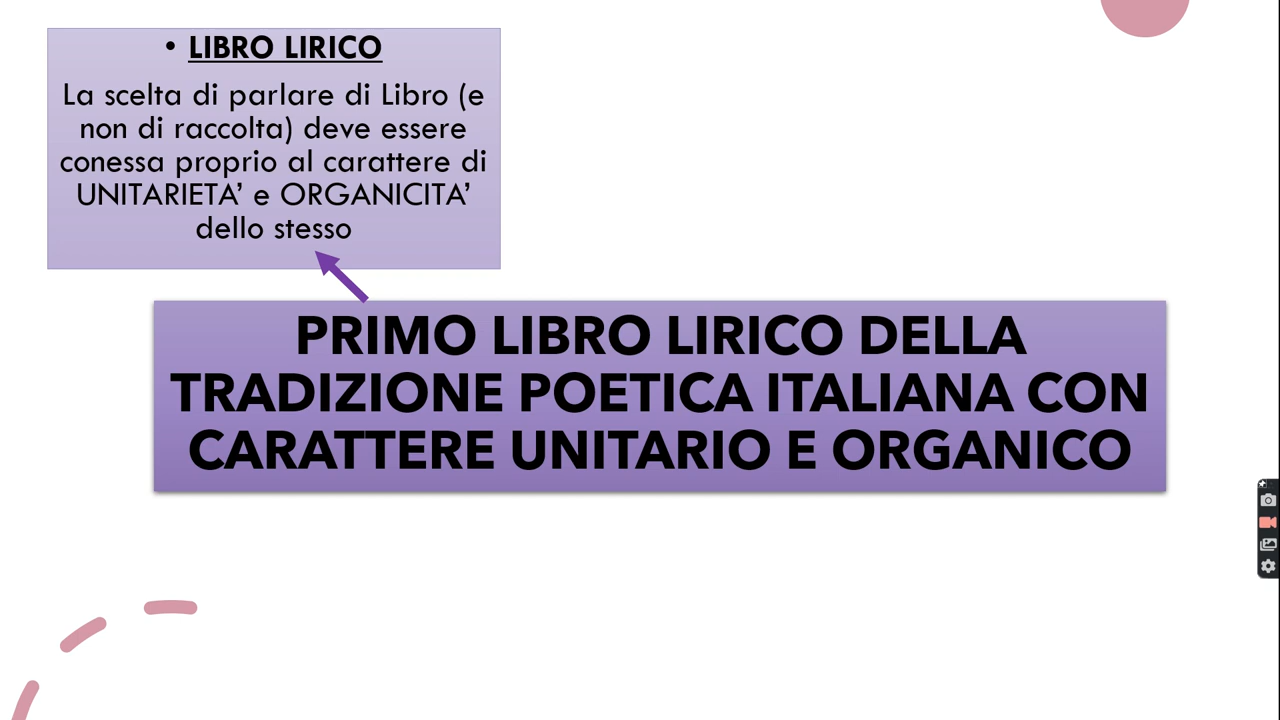 • LIBRO LIRICO
La scelta di parlare di Libro (e
non di raccolta) deve essere
conessa proprio al carattere di
UNITARIETA’ e ORGANICITA’
dello stesso
PRIMO LIBRO LIRICO DELLA
TRADIZIONE POETICA ITALIANA CON
CARATTERE UNITARIO E ORGANICO